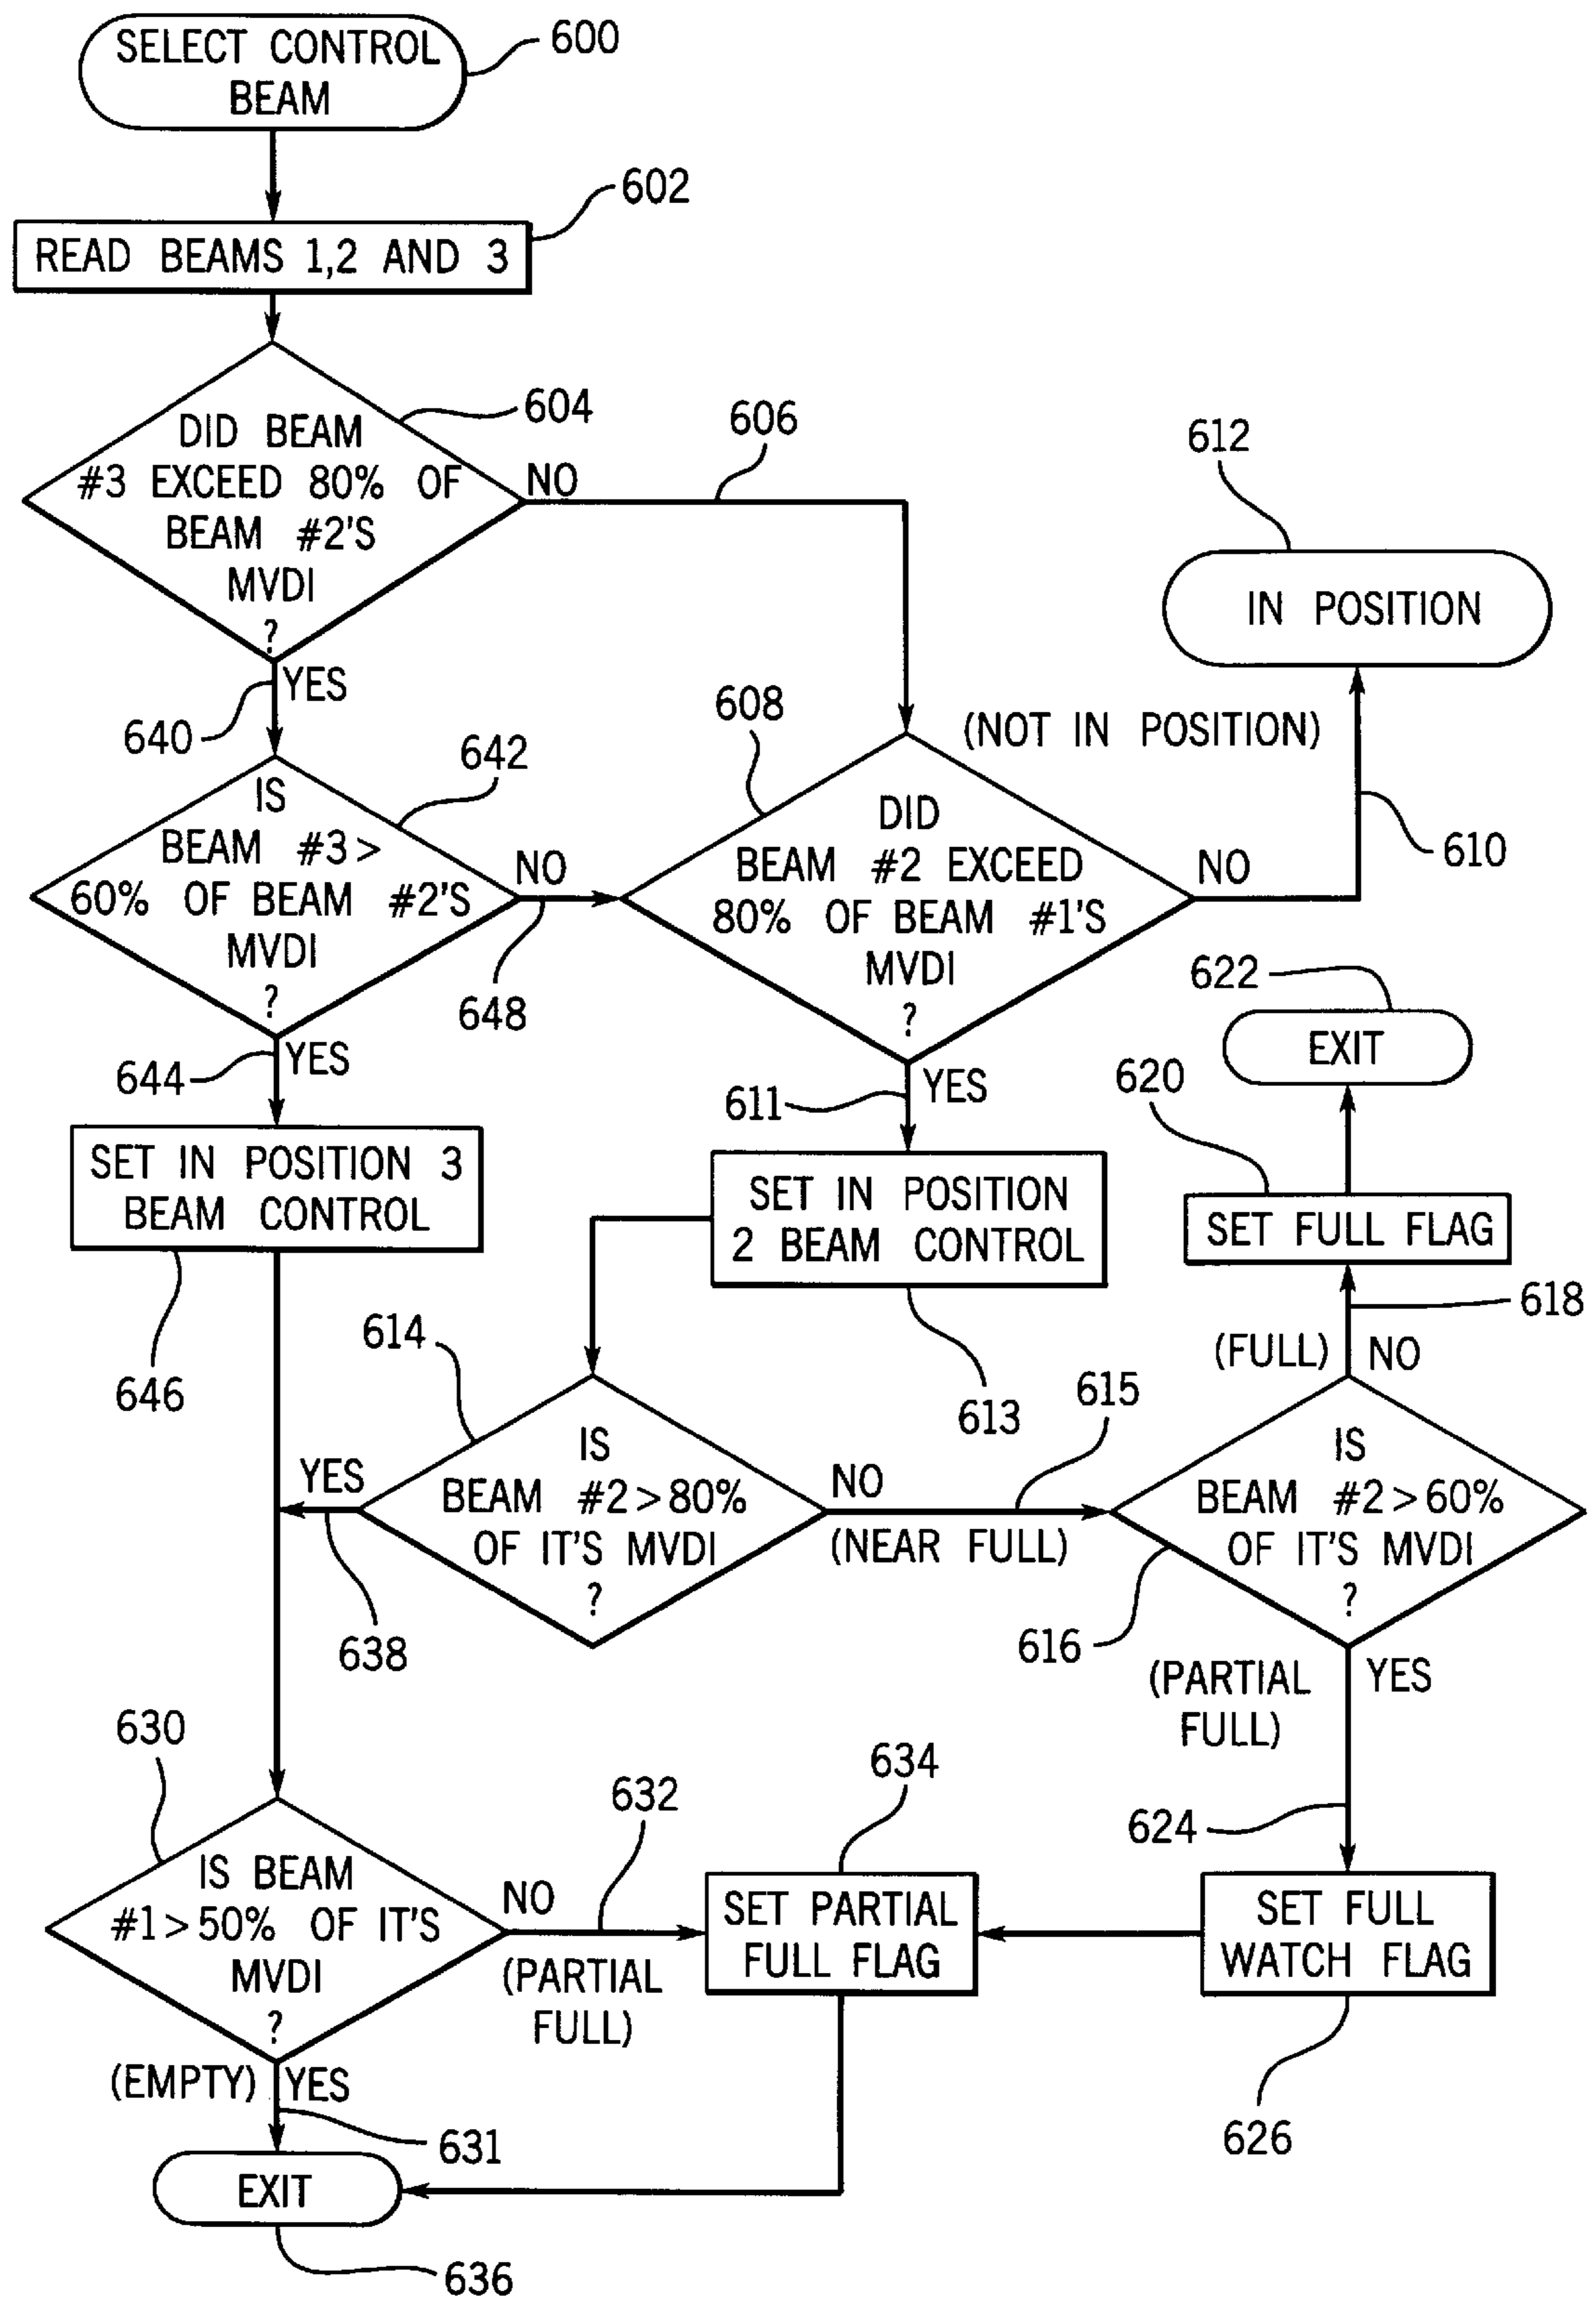 SELECT CONTROL
BEAM
600
602
READ BEAMS 1,2 AND 3
604
DID BEAM
#3 EXCEED 80% OF
BEAM #2'S
MVDI
?
NO
606
612
IN POSITION
YES
640
642
IS
BEAM #3 >
60% OF BEAM #2'S
MVDI
?
NO
648
608
(NOT IN POSITION)
DID
BEAM #2 EXCEED
80% OF BEAM #1'S
MVDI
?
NO
610
622
EXIT
644
YES
611
YES
620
SET IN POSITION 3
BEAM CONTROL
646
SET IN POSITION
2 BEAM CONTROL
613
SET FULL FLAG
618
(FULL)
NO
614
IS
BEAM #2 > 80%
OF IT'S MVDI
?
YES
638
NO
615
(NEAR FULL)
IS
BEAM #2 > 60%
OF IT'S MVDI
?
616
(PARTIAL
FULL)
YES
624
630
IS BEAM
#1 > 50% OF IT'S
MVDI
?
NO
632
(PARTIAL
FULL)
634
SET PARTIAL
FULL FLAG
SET FULL
WATCH FLAG
626
(EMPTY)
YES
631
EXIT
636